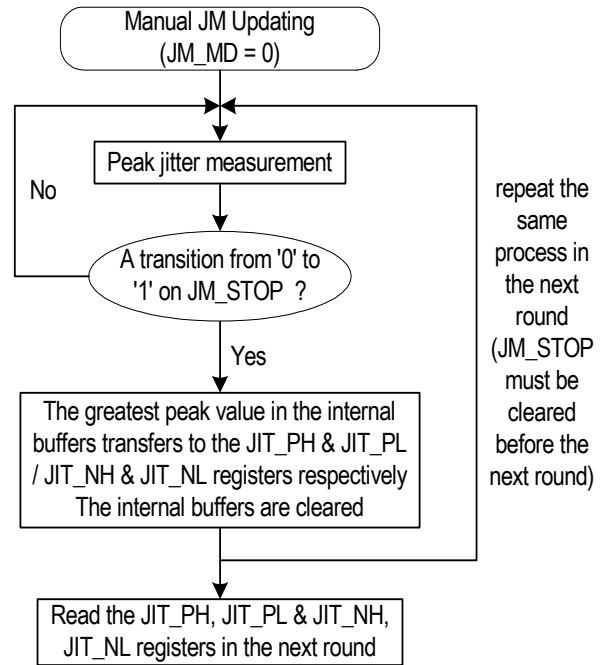 Manual JM Updating
(JM_MD = 0)
Peak jitter measurement
No
A transition from '0' to
'1' on JM_STOP ?
Yes
The greatest peak value in the internal
buffers transfers to the JIT_PH & JIT_PL
/ JIT_NH & JIT_NL registers respectively
The internal buffers are cleared
repeat the
same
process in
the next
round
(JM_STOP
must be
cleared
before the
next round)
Read the JIT_PH, JIT_PL & JIT_NH,
JIT_NL registers in the next round